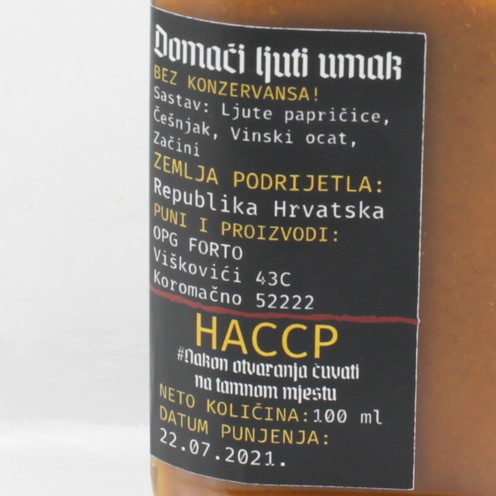 Domaći ljuti umak
BEZ KONZERVANSA!
Sastav: Ljute papričice,
Češnjak, Vinski ocat,
Začini
ZEMLJA PODRIJETLA:
Republika Hrvatska
PUNI I PROIZVODI:
OPG FORTO
Viškovići 43C
Koromačno 52222
HACCP
#Nakon otvaranja čuvati
na tamnom mjestu
NETO KOLIČINA:100 ml
DATUM PUNJENJA:
22.07.2021.